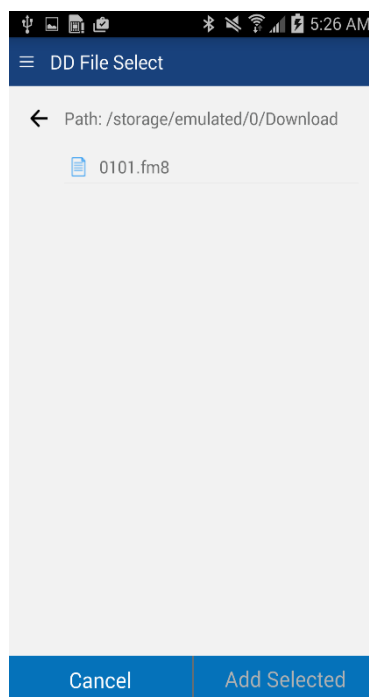 5:26 AM
DD File Select
Path: /storage/emulated/0/Download
0101.fm8
Cancel
Add Selected